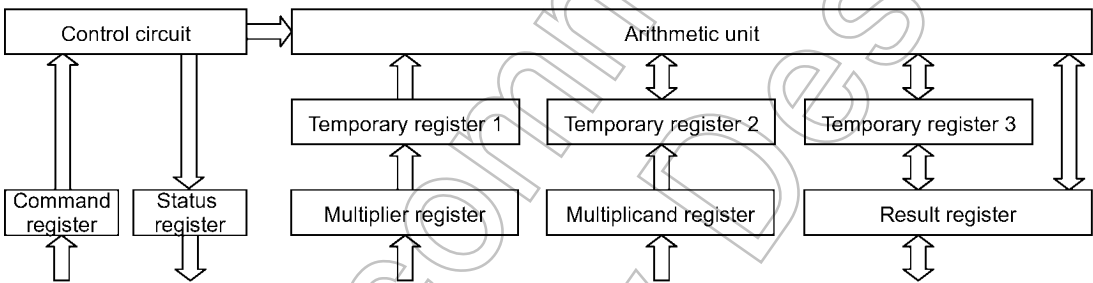 Control circuit
Arithmetic unit
Temporary register 1
Temporary register 2
Temporary register 3
Command
register
Status
register
Multiplier register
Multiplicand register
Result register